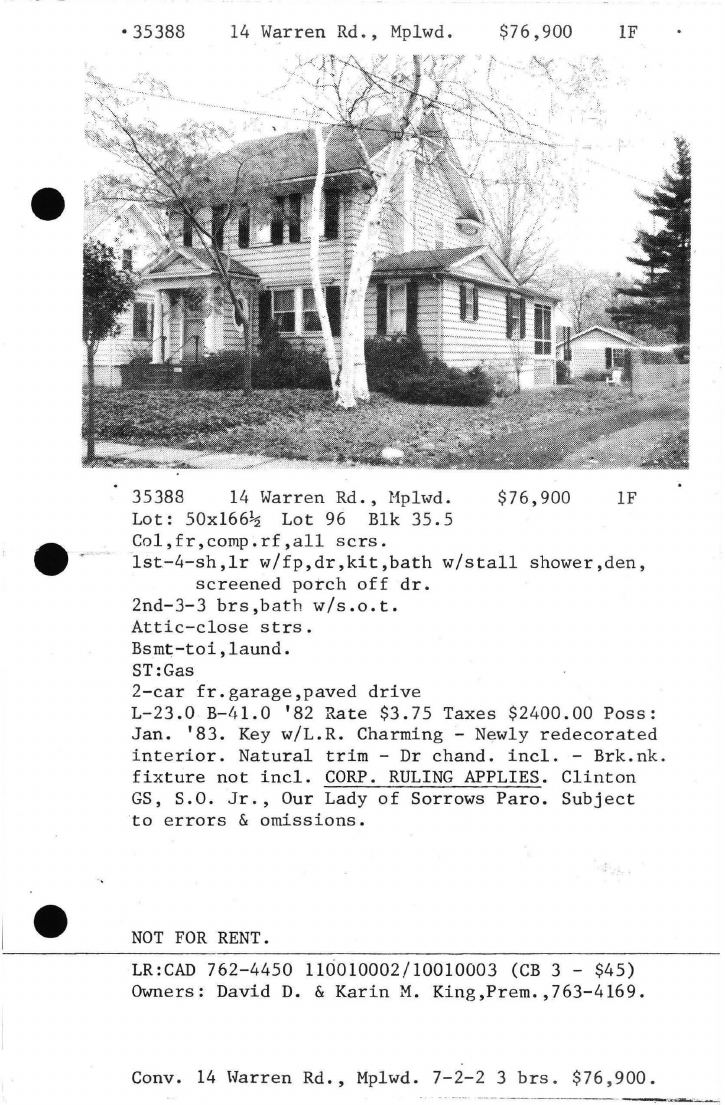 35388 14 Warren Rd., Mplwd. $76,900 1F
35388 14 Warren Rd., Mplwd. $76,900 1F
Lot: 50x166½ Lot 96 Blk 35.5
Col,fr,comp.rf,all scrs.
1st-4-sh,lr w/fp,dr,kit,bath w/stall shower,den,
screened porch off dr.
2nd-3-3 brs,bath w/s.o.t.
Attic-close strs.
Bsmt-toi,laund.
ST:Gas
2-car fr.garage,paved drive
L-23.0 B-41.0 '82 Rate $3.75 Taxes $2400.00 Poss:
Jan. '83. Key w/L.R. Charming - Newly redecorated
interior. Natural trim - Dr chand. incl. - Brk.nk.
fixture not incl. CORP. RULING APPLIES. Clinton
GS, S.O. Jr., Our Lady of Sorrows Paro. Subject
to errors & omissions.
NOT FOR RENT.
LR:CAD 762-4450 110010002/10010003 (CB 3 - $45)
Owners: David D. & Karin M. King,Prem.,763-4169.
Conv. 14 Warren Rd., Mplwd. 7-2-2 3 brs. $76,900.